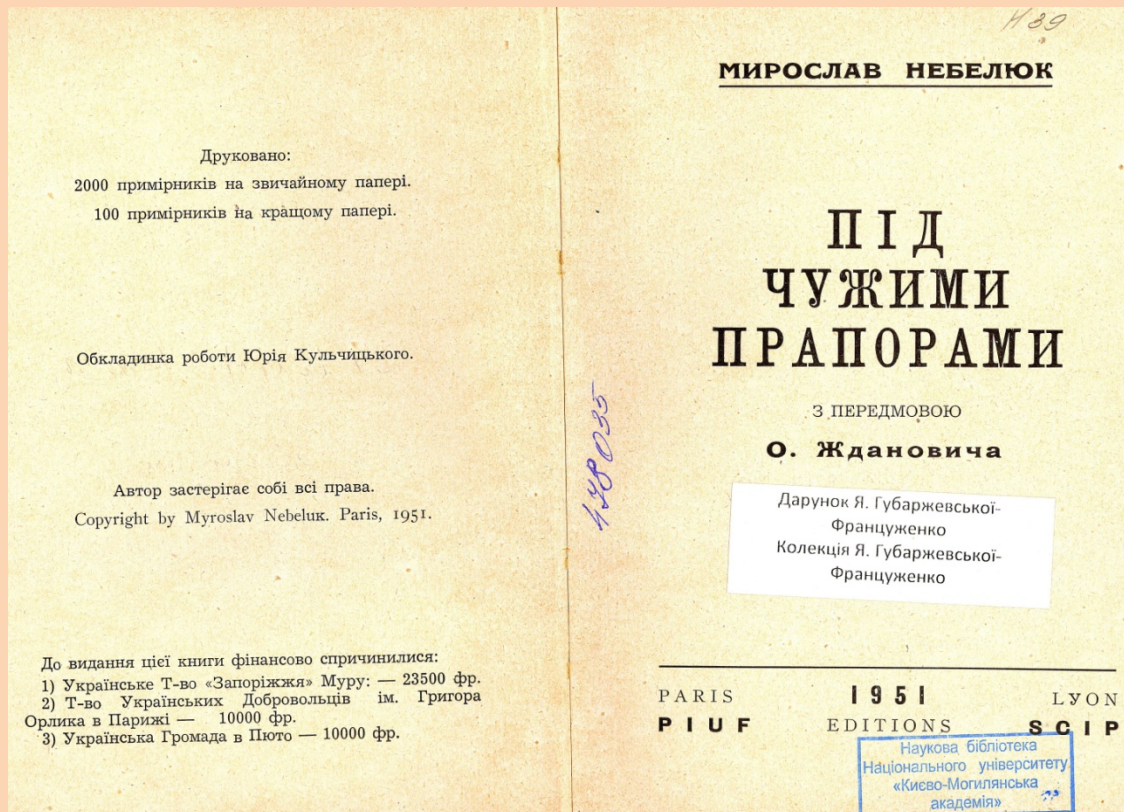 Друковано:
2000 примірників на звичайному папері.
100 примірників на кращому папері.
Обкладинка роботи Юрія Кульчицького.
Автор застерігає собі всі права.
Copyright by Myroslav Nebeluк. Paris, 1951.
До видання цієї книги фінансово спричинилися:
1) Українське Т-во «Запоріжжя» Муру: — 23500 фр.
2) Т-во Українських Добровольців ім. Григора
Орлика в Парижі — 10000 фр.
3) Українська Громада в Пюто — 10000 фр.
478035
Н 39
МИРОСЛАВ НЕБЕЛЮК
ПІД
ЧУЖИМИ
ПРАПОРАМИ
З ПЕРЕДМОВОЮ
О. Ждановича
Дарунок Я. Губаржевської-
Француженко
Колекція Я. Губаржевської-
Француженко
PARIS 1951 LYON
PIUF EDITIONS SCIP
Наукова бібліотека
Національного університету
«Києво-Могилянська
академія»